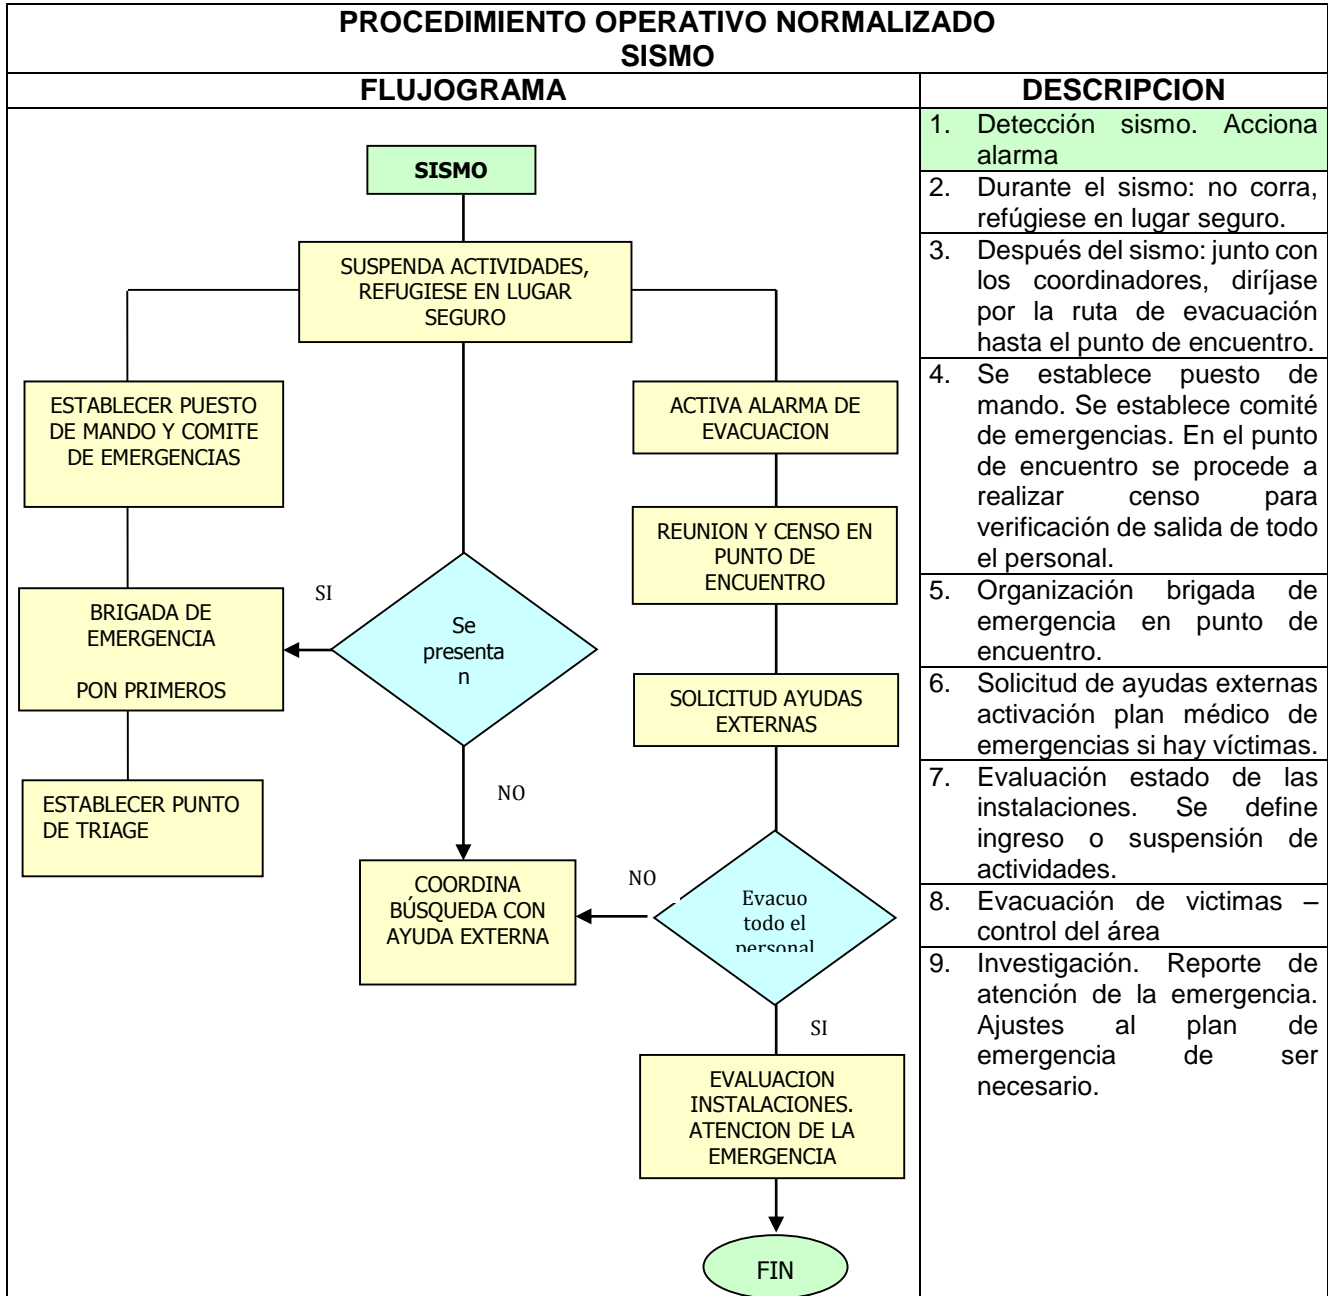 PROCEDIMIENTO OPERATIVO NORMALIZADO
SISMO
FLUJOGRAMA
DESCRIPCION
SISMO
SUSPENDA ACTIVIDADES,
REFUGIESE EN LUGAR
SEGURO
ESTABLECER PUESTO
DE MANDO Y COMITE
DE EMERGENCIAS
ACTIVA ALARMA DE
EVACUACION
REUNION Y CENSO EN
PUNTO DE
ENCUENTRO
SI
BRIGADA DE
EMERGENCIA
PON PRIMEROS
Se
presenta
n
SOLICITUD AYUDAS
EXTERNAS
ESTABLECER PUNTO
DE TRIAGE
NO
COORDINA
BÚSQUEDA CON
AYUDA EXTERNA
NO
Evacuo
todo el
personal
SI
EVALUACION
INSTALACIONES.
ATENCION DE LA
EMERGENCIA
FIN
1. Detección sismo. Acciona
alarma
2. Durante el sismo: no corra,
refúgiese en lugar seguro.
3. Después del sismo: junto con
los coordinadores, diríjase
por la ruta de evacuación
hasta el punto de encuentro.
4. Se establece puesto de
mando. Se establece comité
de emergencias. En el punto
de encuentro se procede a
realizar censo para
verificación de salida de todo
el personal.
5. Organización brigada de
emergencia en punto de
encuentro.
6. Solicitud de ayudas externas
activación plan médico de
emergencias si hay víctimas.
7. Evaluación estado de las
instalaciones. Se define
ingreso o suspensión de
actividades.
8. Evacuación de victimas –
control del área
9. Investigación. Reporte de
atención de la emergencia.
Ajustes al plan de
emergencia de ser
necesario.